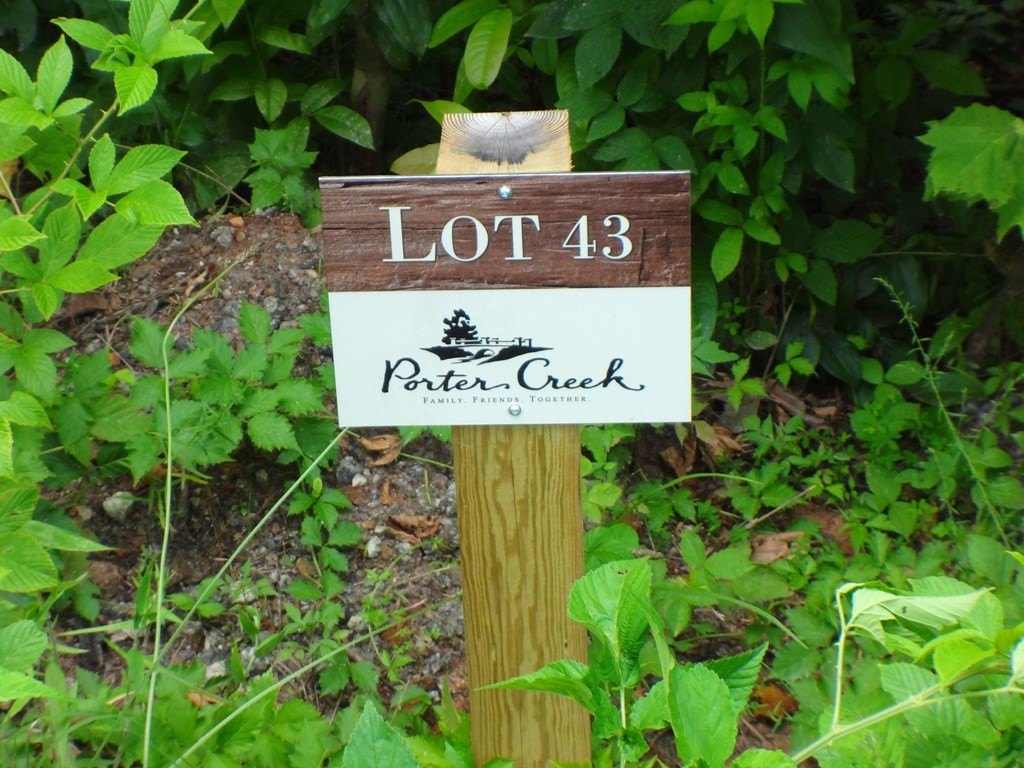 LOT 43
Porter Creek
FAMILY. FRIENDS. TOGETHER.